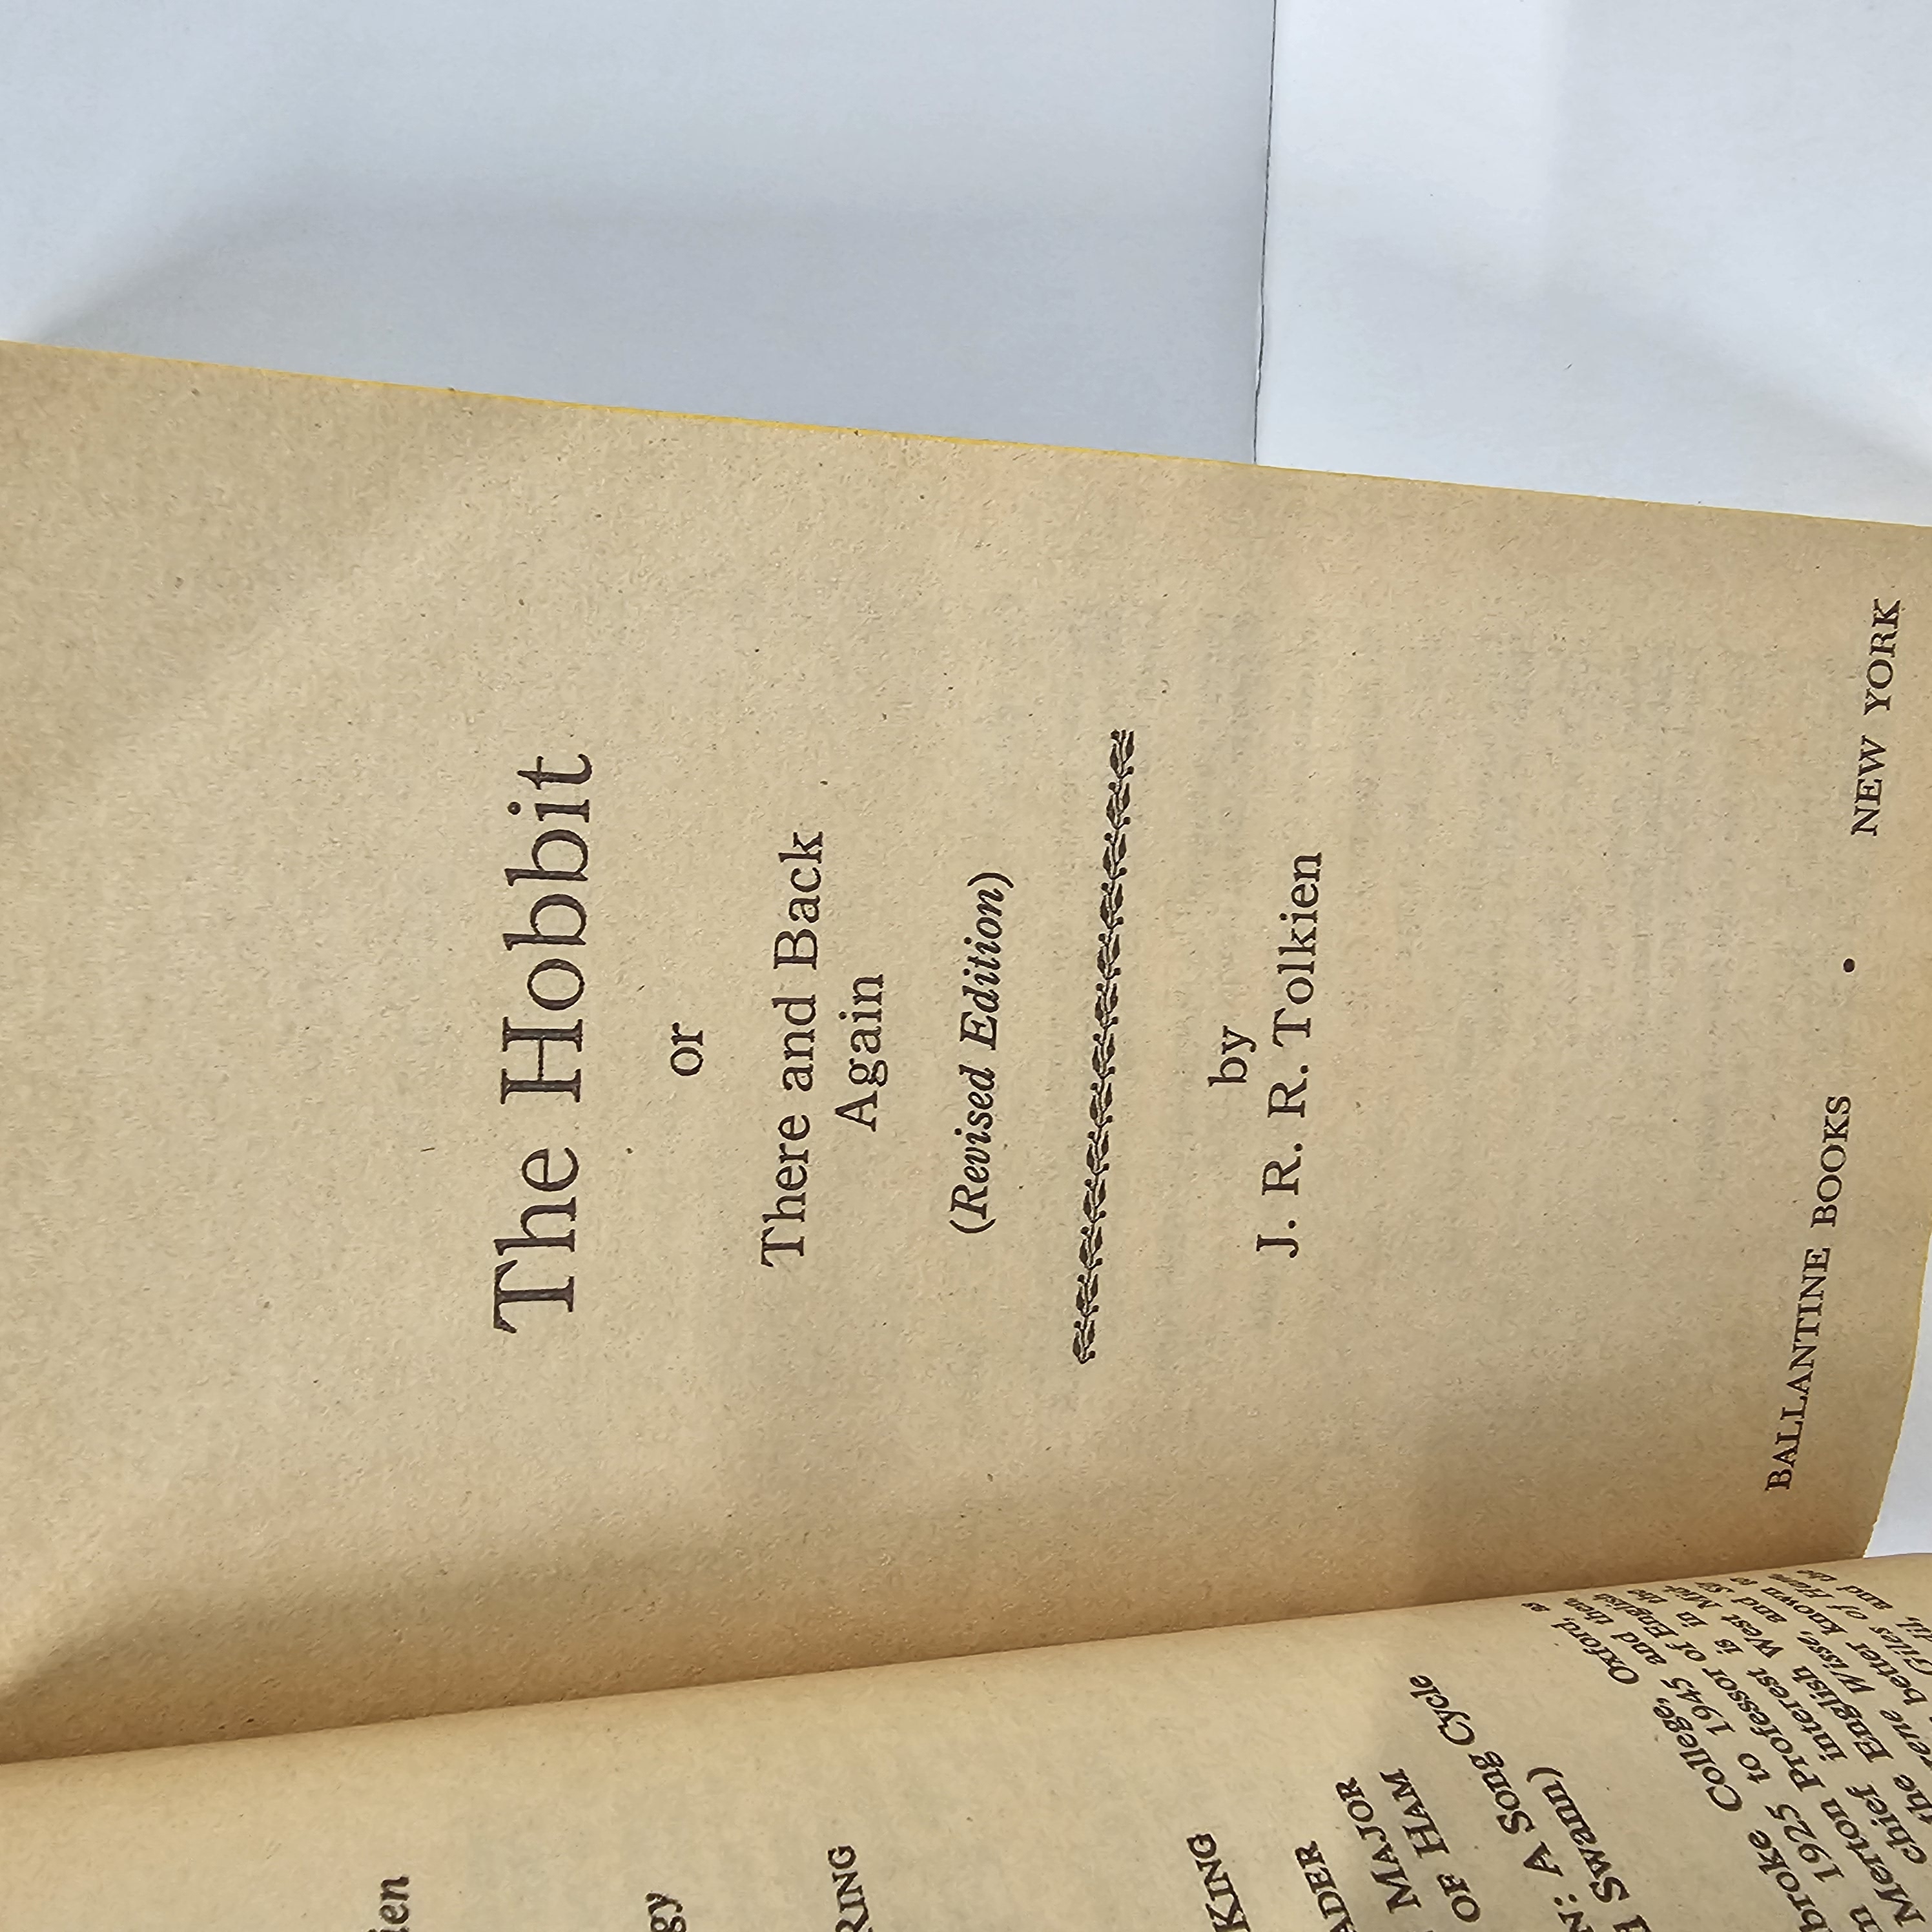 ien
gy
RING
KING
ADER
MAJOR
OF HAM
N: A Song Cycle
d Swann)
broke College, Oxford, as
m 1925 to 1945 and then,
Merton Professor of English
chief interest is in the
the English West Mid-
rene Wisse, and Sir
better known to
Giles of Ham,
dil, and the
The Hobbit
or
There and Back
Again
(Revised Edition)
by
J. R. R. Tolkien
BALLANTINE BOOKS • NEW YORK